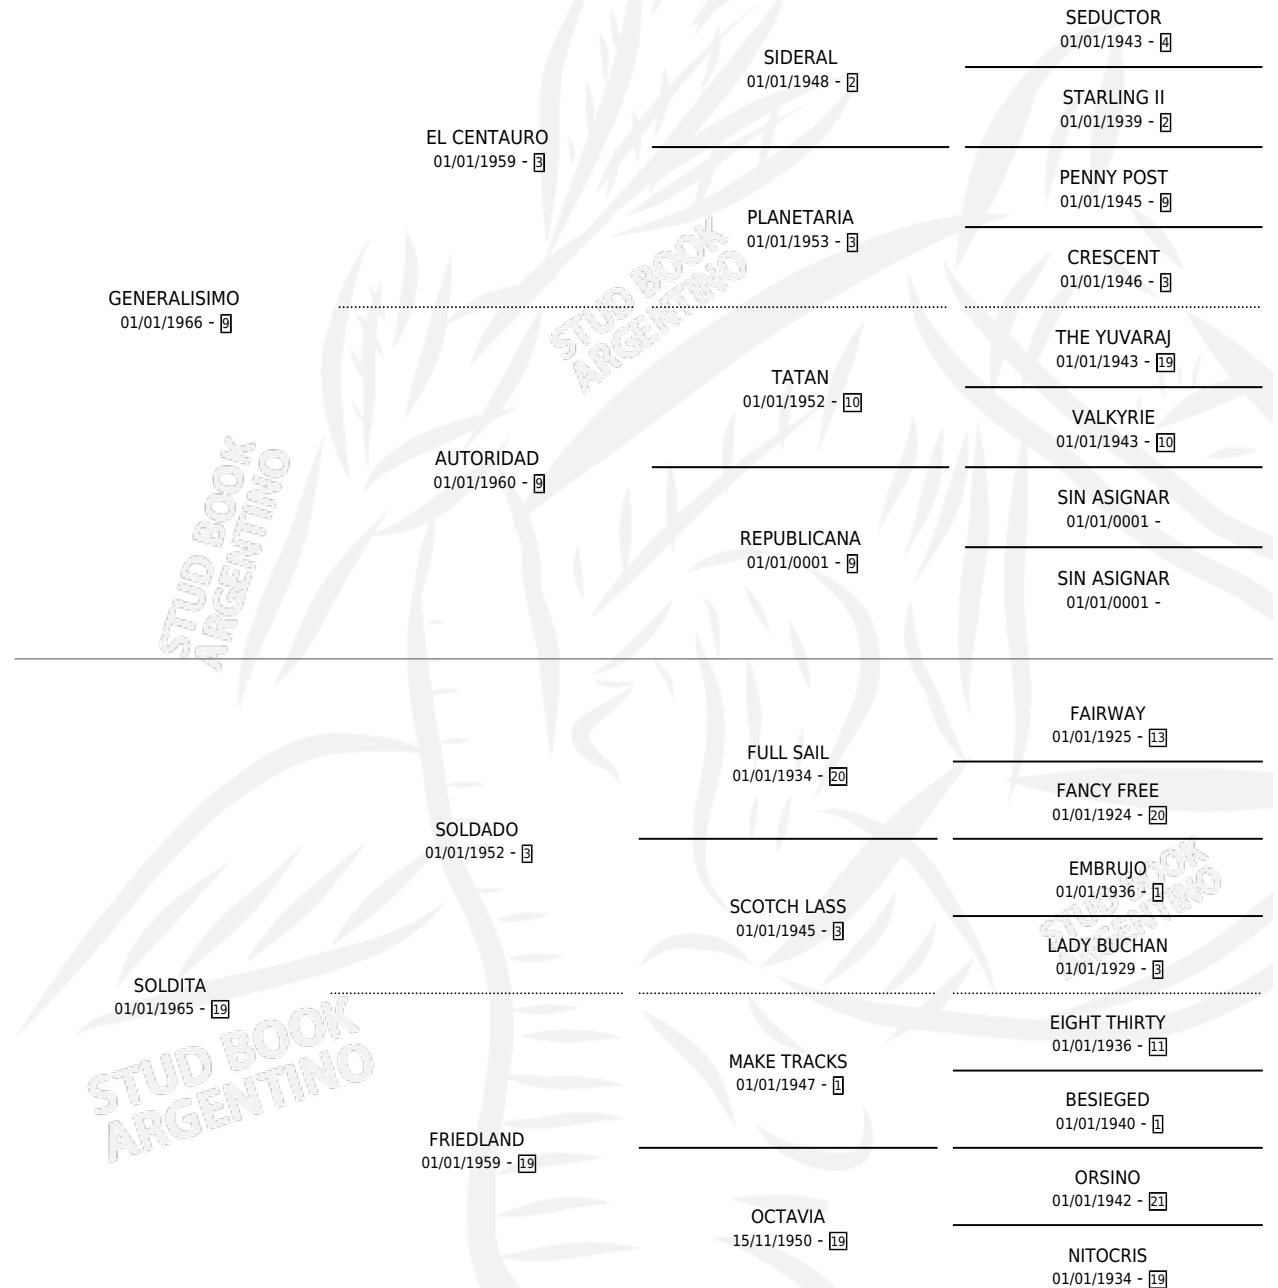 SEDUCTOR
01/01/1943 - 4
SIDERAL
01/01/1948 - 2
STARLING II
01/01/1939 - 2
EL CENTAURO
01/01/1959 - 3
PENNY POST
01/01/1945 - 9
PLANETARIA
01/01/1953 - 3
CRESCENT
01/01/1946 - 3
GENERALISIMO
01/01/1966 - 9
THE YUVARAJ
01/01/1943 - 19
TATAN
01/01/1952 - 10
VALKYRIE
01/01/1943 - 10
AUTORIDAD
01/01/1960 - 9
SIN ASIGNAR
01/01/0001 -
REPUBLICANA
01/01/0001 - 9
SIN ASIGNAR
01/01/0001 -
STUD BOOK
ARGENTINO
STUD BOOK
ARGENTINO
FAIRWAY
01/01/1925 - 13
FULL SAIL
01/01/1934 - 20
FANCY FREE
01/01/1924 - 20
SOLDADO
01/01/1952 - 3
EMBRUJO
01/01/1936 - 1
SCOTCH LASS
01/01/1945 - 3
LADY BUCHAN
01/01/1929 - 3
SOLDITA
01/01/1965 - 19
EIGHT THIRTY
01/01/1936 - 11
MAKE TRACKS
01/01/1947 - 1
BESIEGED
01/01/1940 - 1
FRIEDLAND
01/01/1959 - 19
ORSINO
01/01/1942 - 21
OCTAVIA
15/11/1950 - 19
NITOCRIS
01/01/1934 - 19
STUD BOOK
ARGENTINO
STUD BOOK
ARGENTINO